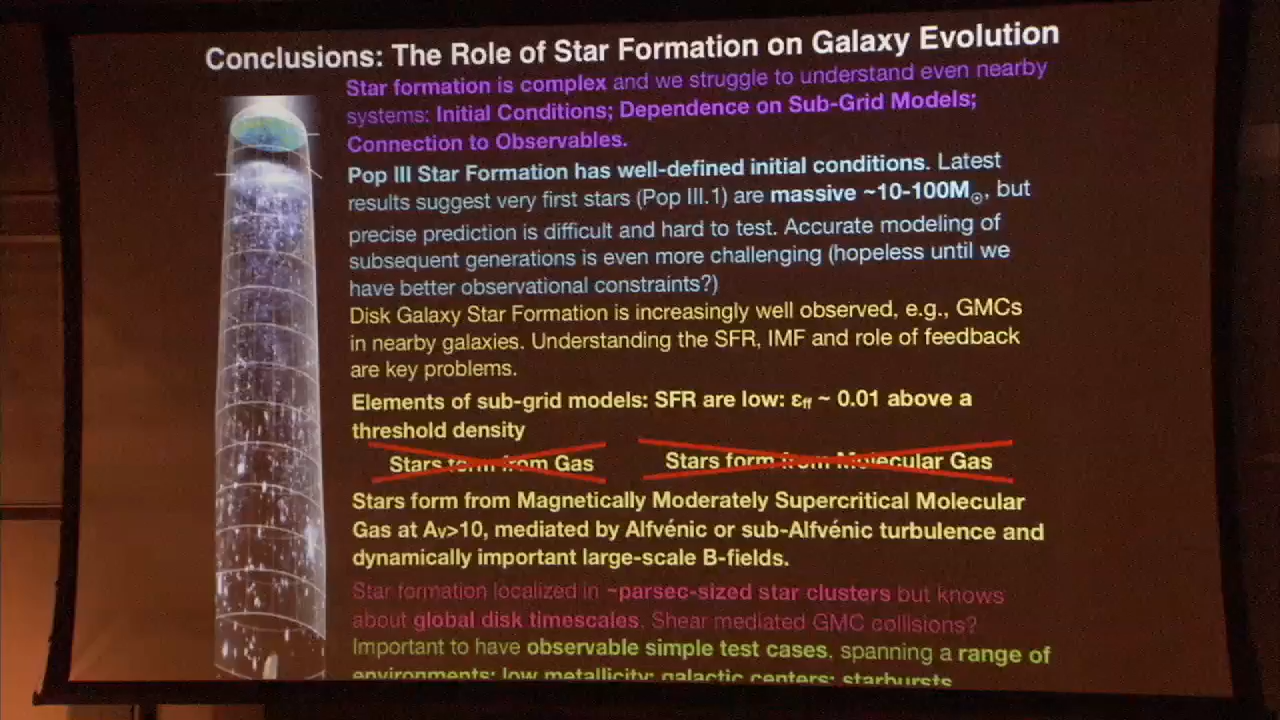 Conclusions: The Role of Star Formation on Galaxy Evolution
Star formation is complex and we struggle to understand even nearby
systems: Initial Conditions; Dependence on Sub-Grid Models;
Connection to Observables.
Pop III Star Formation has well-defined initial conditions. Latest
results suggest very first stars (Pop III.1) are massive ~10-100M☉, but
precise prediction is difficult and hard to test. Accurate modeling of
subsequent generations is even more challenging (hopeless until we
have better observational constraints?)
Disk Galaxy Star Formation is increasingly well observed, e.g., GMCs
in nearby galaxies. Understanding the SFR, IMF and role of feedback
are key problems.
Elements of sub-grid models: SFR are low: εff ~ 0.01 above a
threshold density
Stars form from Gas Stars form from Molecular Gas
Stars form from Magnetically Moderately Supercritical Molecular
Gas at Av>10, mediated by Alfvénic or sub-Alfvénic turbulence and
dynamically important large-scale B-fields.
Star formation localized in ~parsec-sized star clusters but knows
about global disk timescales. Shear mediated GMC collisions?
Important to have observable simple test cases, spanning a range of
environments: low metallicity; galactic centers; starbursts